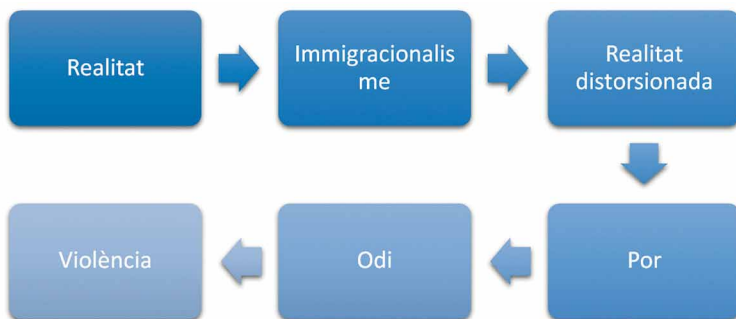 Realitat
Immigracionalis
me
Realitat
distorsionada
Por
Odi
Violència